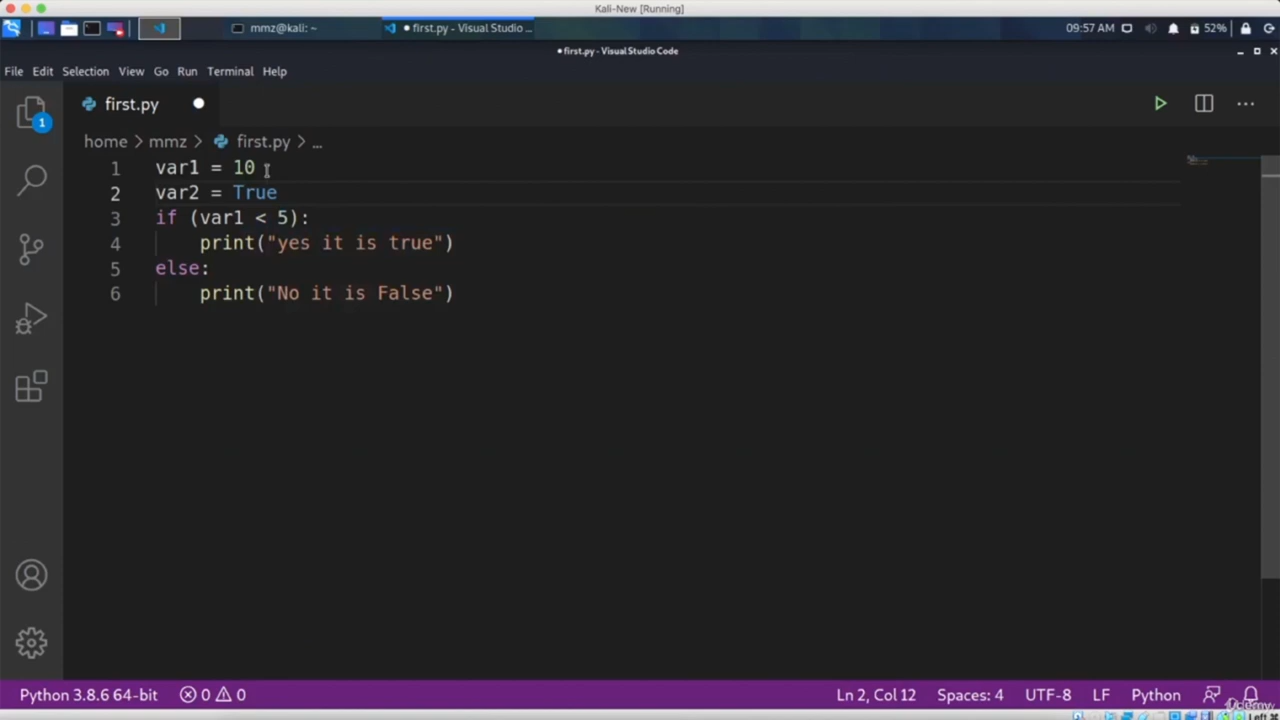 Kali-New [Running]
mmz@kali: ~
● first.py - Visual Studio ...
09:57 AM
52%
● first.py - Visual Studio Code
File Edit Selection View Go Run Terminal Help
1
first.py
home > mmz > first.py > ...
1 var1 = 10
2 var2 = True
3 if (var1 < 5):
4 print("yes it is true")
5 else:
6 print("No it is False")
Python 3.8.6 64-bit 0 0 Ln 2, Col 12 Spaces: 4 UTF-8 LF Python
Udemy
Left ⌘